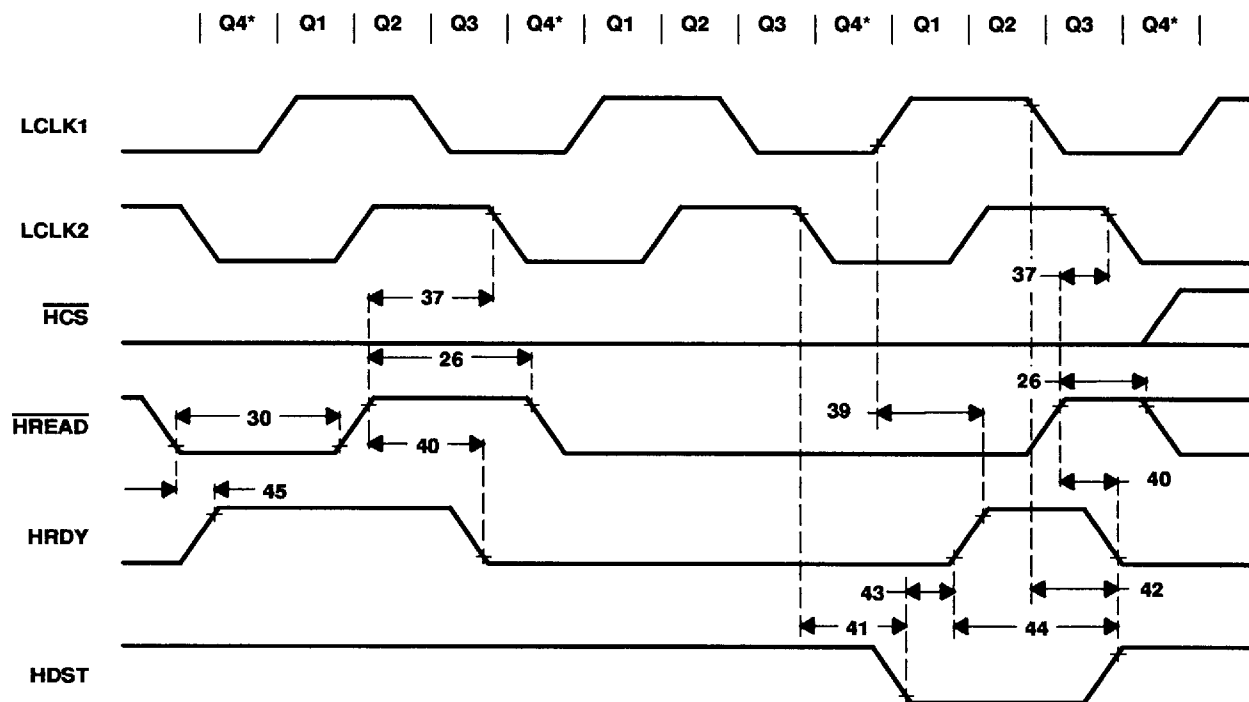 Q4* Q1 Q2 Q3 Q4* Q1 Q2 Q3 Q4* Q1 Q2 Q3 Q4*
LCLK1
LCLK2
37
37
HCS
26
26
30
39
HREAD
40
40
45
HRDY
43
42
41
44
HDST